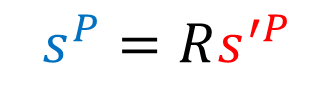 s^P = Rs'^P